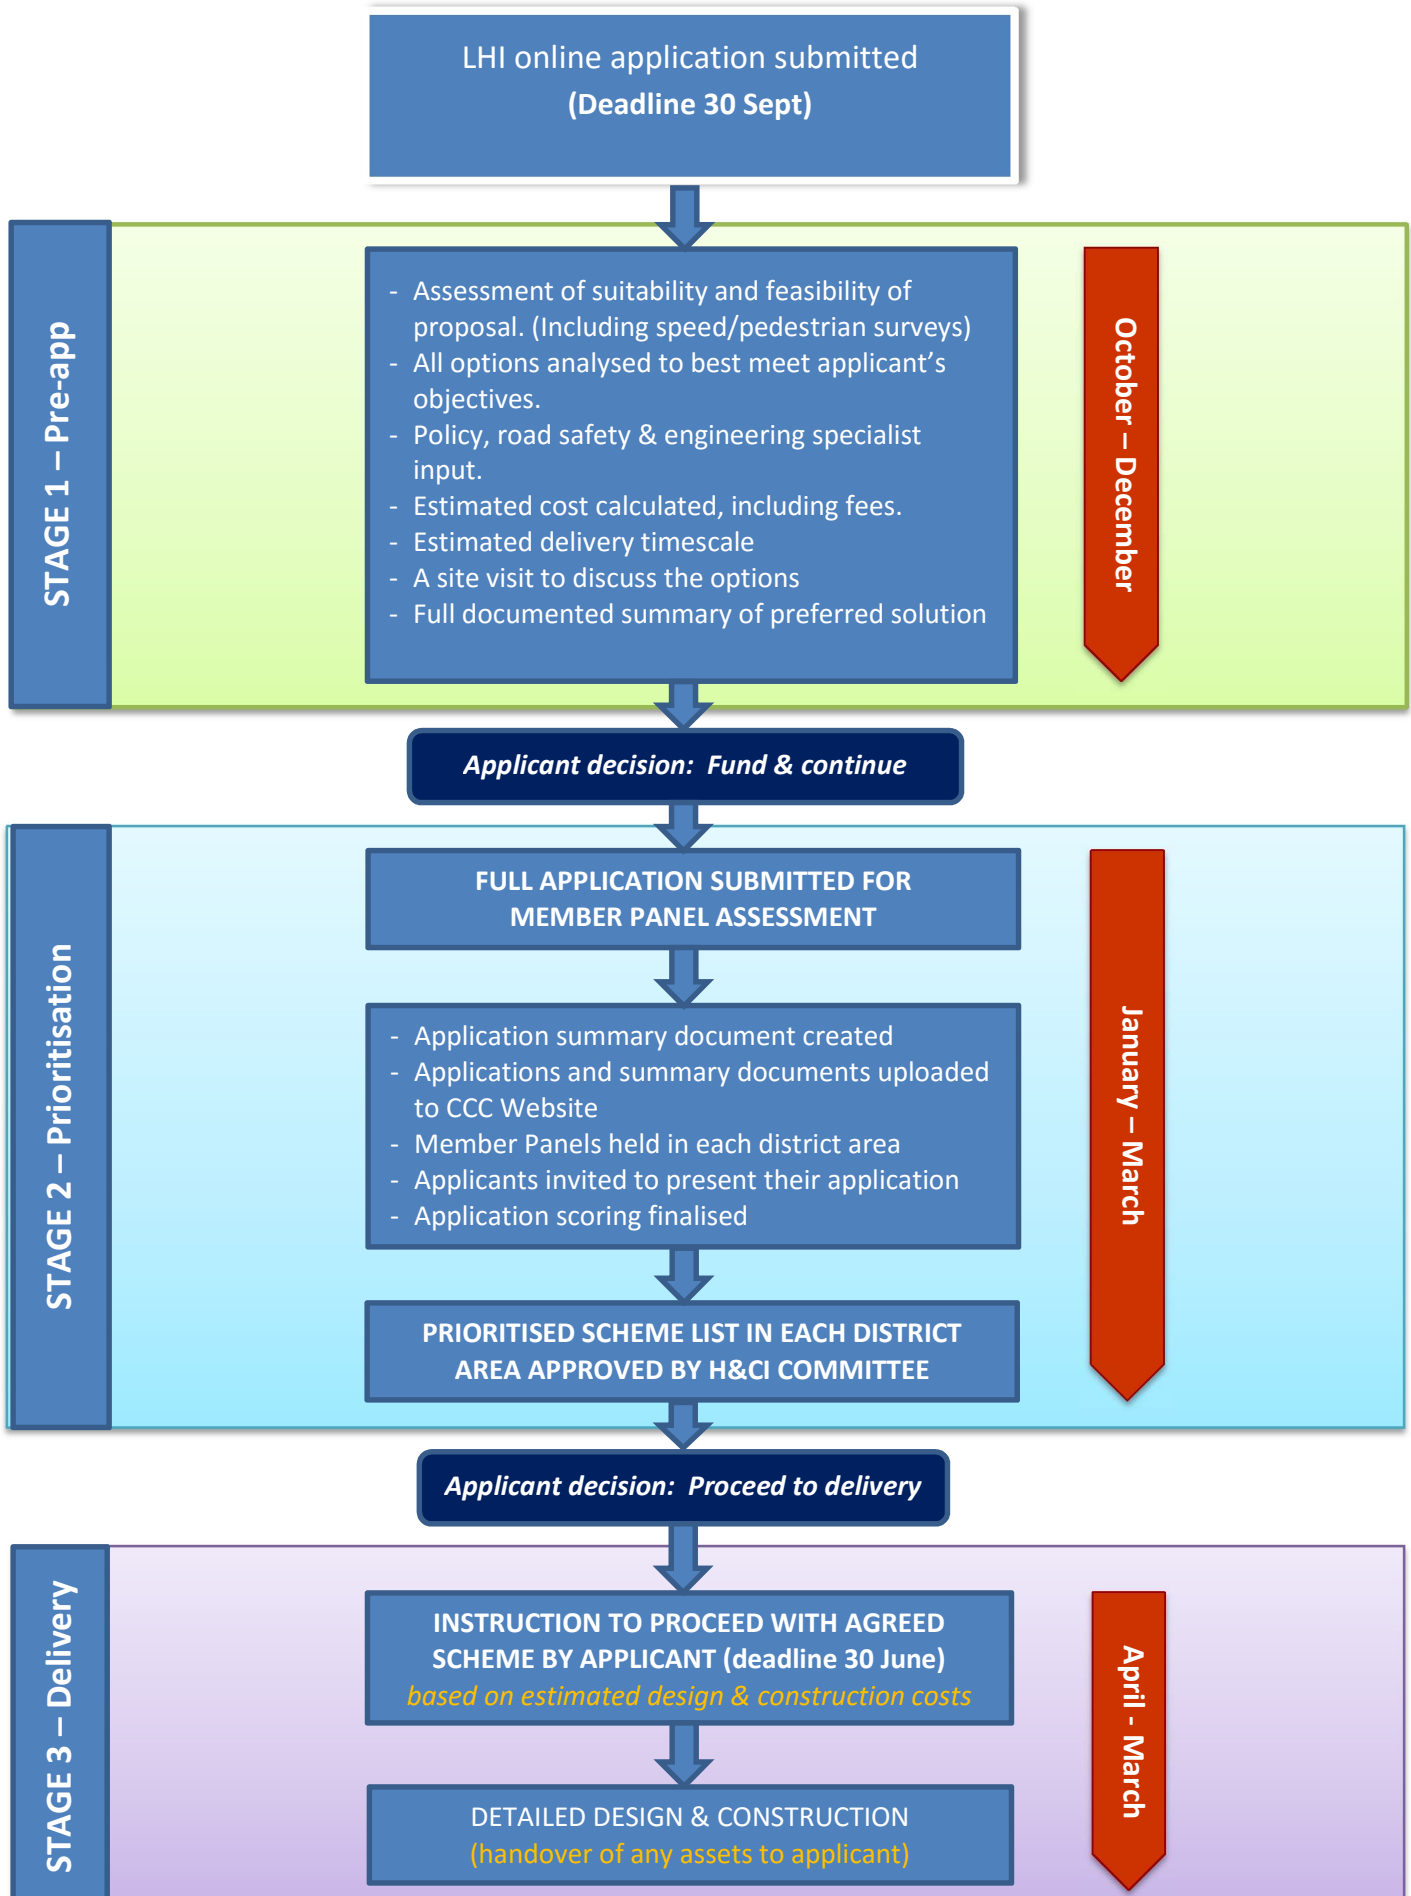 LHI online application submitted
(Deadline 30 Sept)
STAGE 1 – Pre-app
- Assessment of suitability and feasibility of
proposal. (Including speed/pedestrian surveys)
- All options analysed to best meet applicant’s
objectives.
- Policy, road safety & engineering specialist
input.
- Estimated cost calculated, including fees.
- Estimated delivery timescale
- A site visit to discuss the options
- Full documented summary of preferred solution
October – December
Applicant decision: Fund & continue
STAGE 2 – Prioritisation
FULL APPLICATION SUBMITTED FOR
MEMBER PANEL ASSESSMENT
- Application summary document created
- Applications and summary documents uploaded
to CCC Website
- Member Panels held in each district area
- Applicants invited to present their application
- Application scoring finalised
PRIORITISED SCHEME LIST IN EACH DISTRICT
AREA APPROVED BY H&CI COMMITTEE
January – March
Applicant decision: Proceed to delivery
STAGE 3 – Delivery
INSTRUCTION TO PROCEED WITH AGREED
SCHEME BY APPLICANT (deadline 30 June)
based on estimated design & construction costs
DETAILED DESIGN & CONSTRUCTION
(handover of any assets to applicant)
April - March